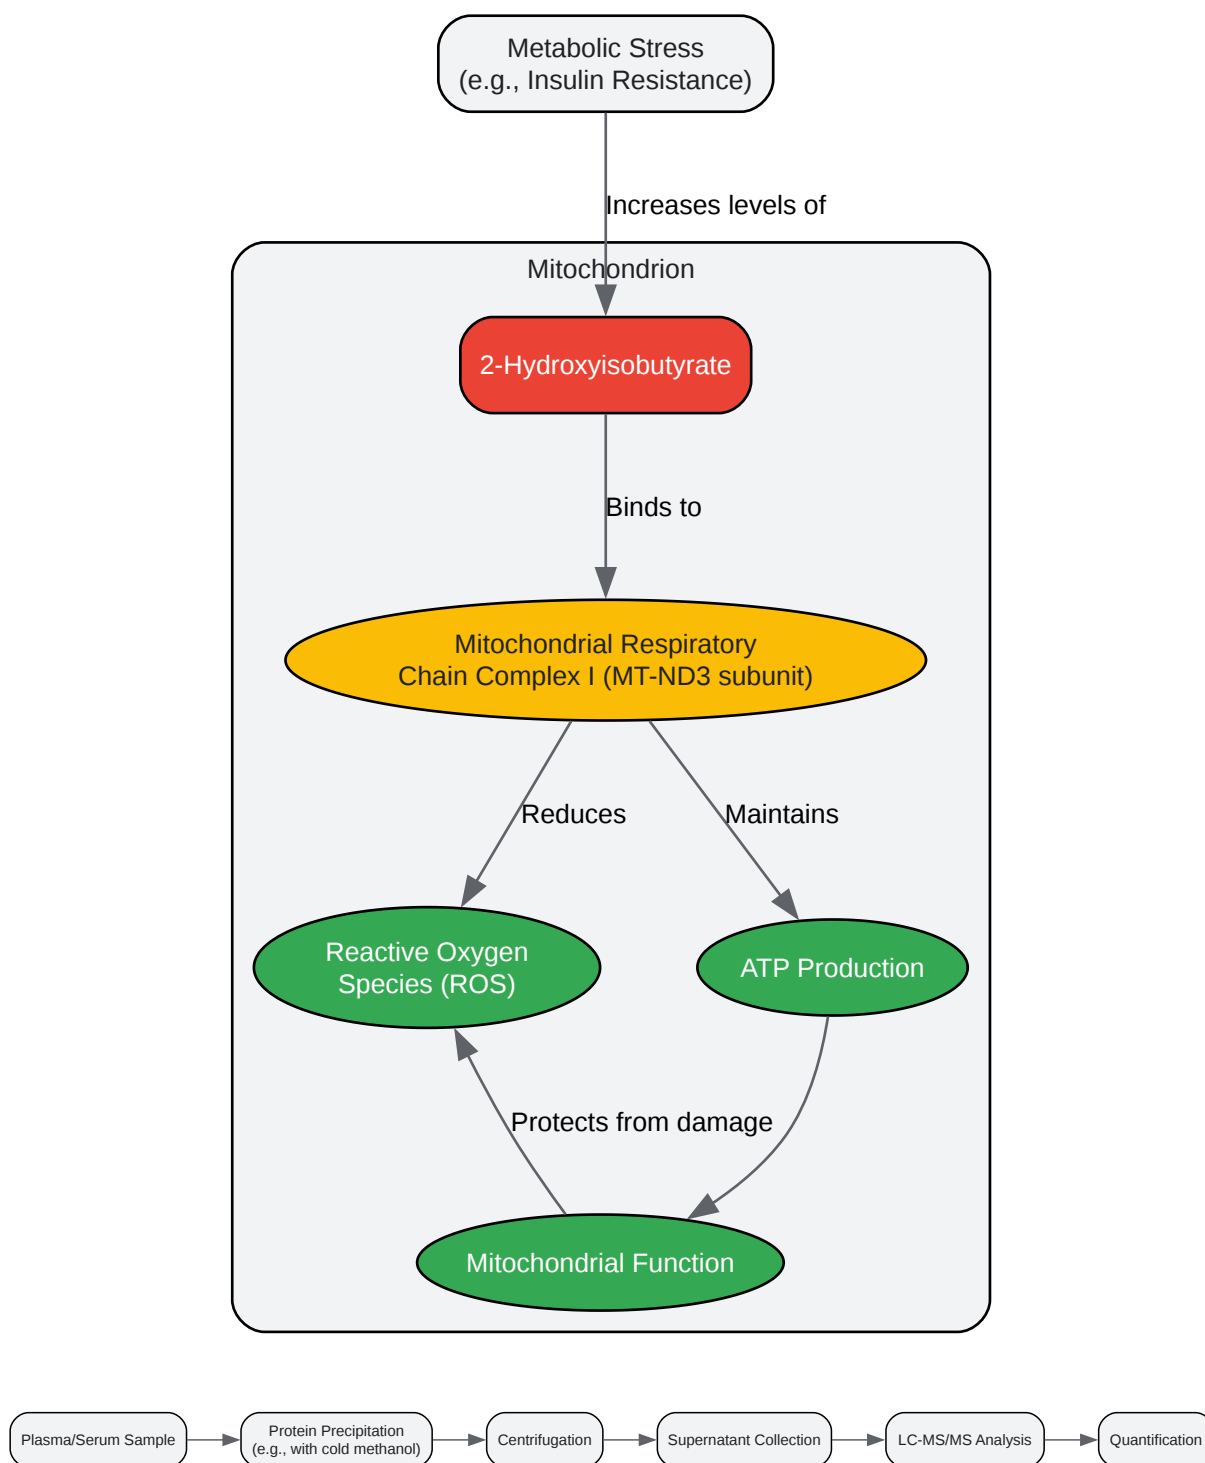 Metabolic Stress
(e.g., Insulin Resistance)
Increases levels of
Mitochondrion
2-Hydroxyisobutyrate
Binds to
Mitochondrial Respiratory
Chain Complex I (MT-ND3 subunit)
Reduces
Maintains
Reactive Oxygen
Species (ROS)
ATP Production
Protects from damage
Mitochondrial Function
Plasma/Serum Sample
Protein Precipitation
(e.g., with cold methanol)
Centrifugation
Supernatant Collection
LC-MS/MS Analysis
Quantification